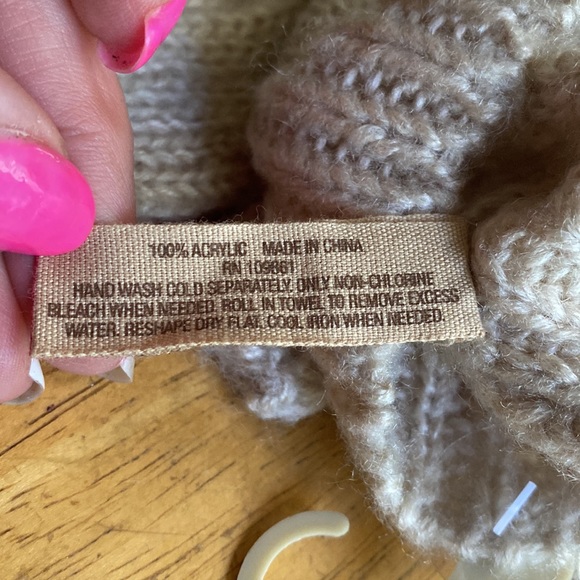 100% ACRYLIC MADE IN CHINA
RN 109861
HAND WASH COLD SEPARATELY. ONLY NON-CHLORINE
BLEACH WHEN NEEDED. ROLL IN TOWEL TO REMOVE EXCESS
WATER. RESHAPE DRY FLAT. COOL IRON WHEN NEEDED.